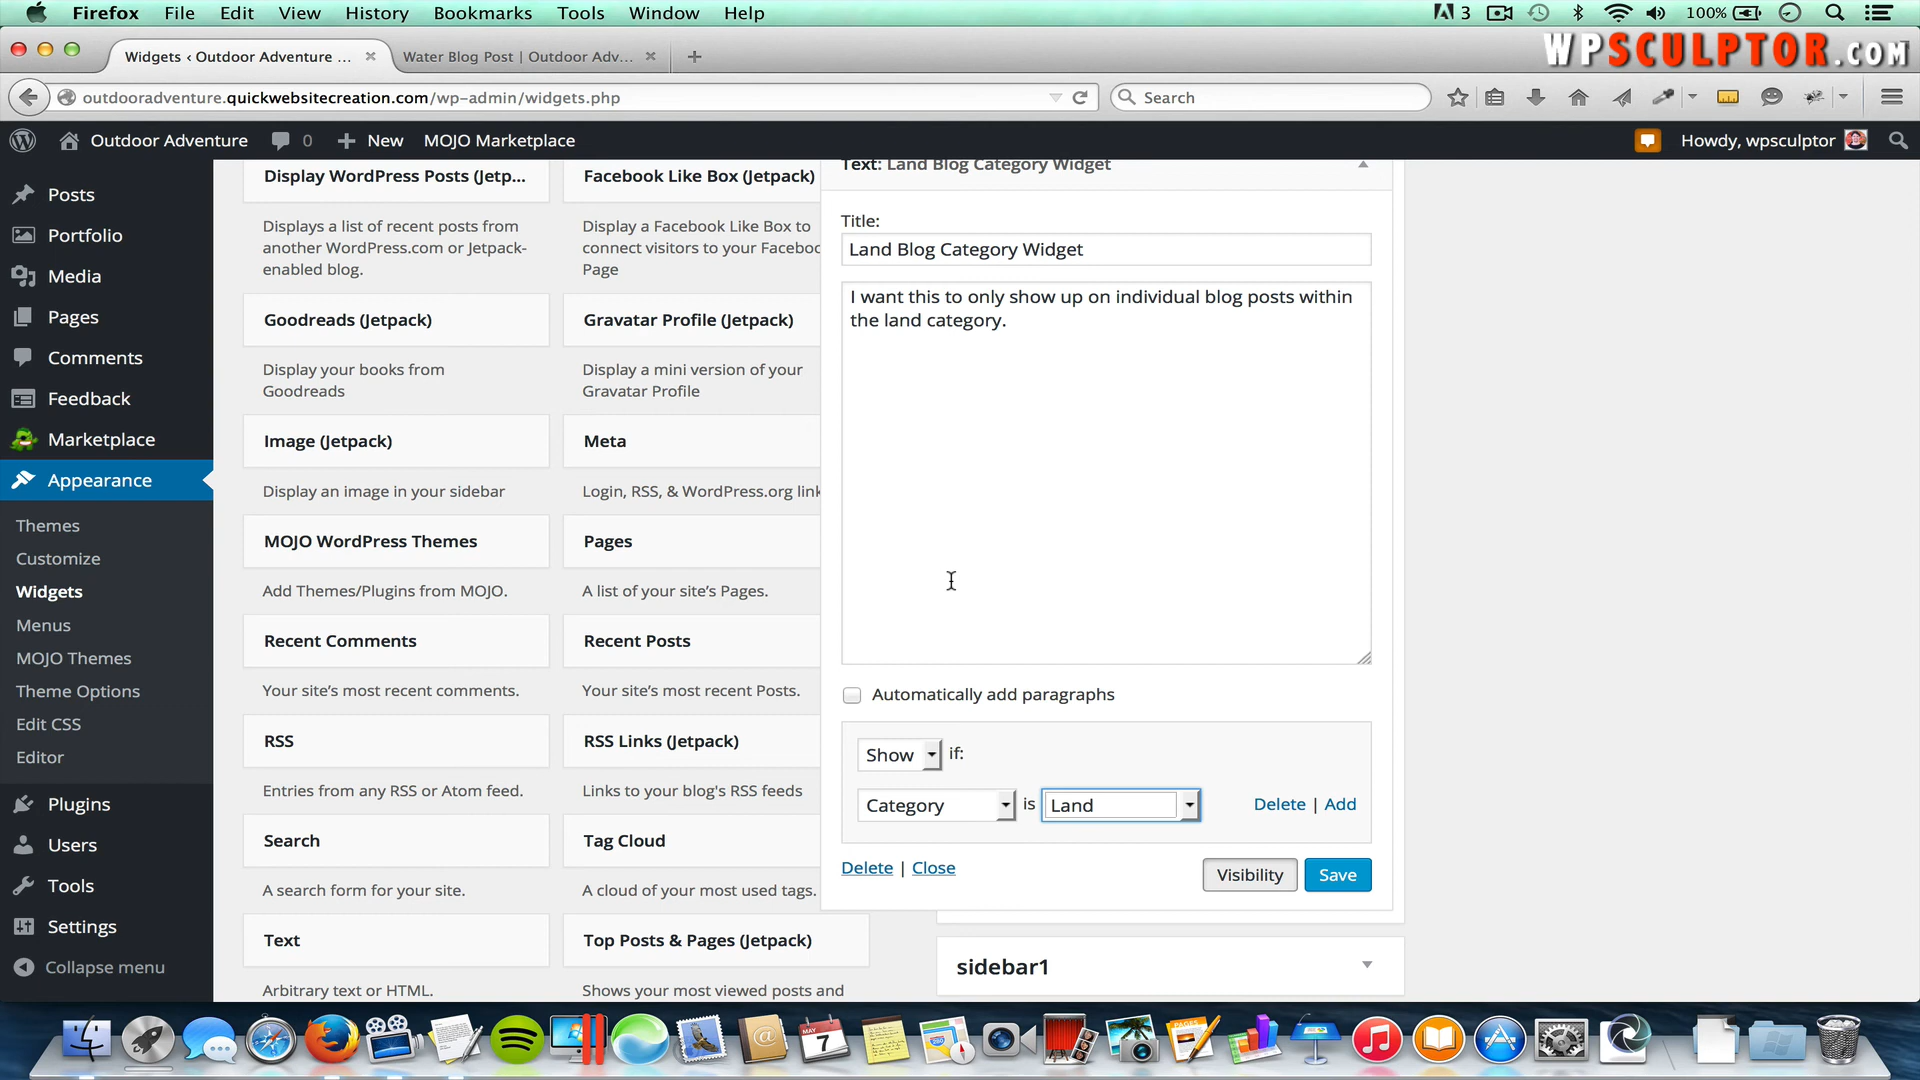 Firefox File Edit View History Bookmarks Tools Window Help
3
100%
Widgets ‹ Outdoor Adventure ...
Water Blog Post | Outdoor Adv...
WPSCULPTOR.COM
outdooradventure.quickwebsitecreation.com/wp-admin/widgets.php
Search
Outdoor Adventure 0 New MOJO Marketplace
Howdy, wpsculptor
Posts
Portfolio
Media
Pages
Comments
Feedback
Marketplace
Appearance
Themes
Customize
Widgets
Menus
MOJO Themes
Theme Options
Edit CSS
Editor
Plugins
Users
Tools
Settings
Collapse menu
Display WordPress Posts (Jetp...
Displays a list of recent posts from
another WordPress.com or Jetpack-
enabled blog.
Goodreads (Jetpack)
Display your books from
Goodreads
Image (Jetpack)
Display an image in your sidebar
MOJO WordPress Themes
Add Themes/Plugins from MOJO.
Recent Comments
Your site's most recent comments.
RSS
Entries from any RSS or Atom feed.
Search
A search form for your site.
Text
Arbitrary text or HTML.
Facebook Like Box (Jetpack)
Display a Facebook Like Box to
connect visitors to your Faceboo
Page
Gravatar Profile (Jetpack)
Display a mini version of your
Gravatar Profile
Meta
Login, RSS, & WordPress.org link
Pages
A list of your site's Pages.
Recent Posts
Your site's most recent Posts.
RSS Links (Jetpack)
Links to your blog's RSS feeds
Tag Cloud
A cloud of your most used tags.
Top Posts & Pages (Jetpack)
Shows your most viewed posts and
Text: Land Blog Category Widget
Title:
Land Blog Category Widget
I want this to only show up on individual blog posts within
the land category.
Automatically add paragraphs
Show if:
Category is Land Delete | Add
Delete | Close Visibility Save
sidebar1
MAY
7
PAGES